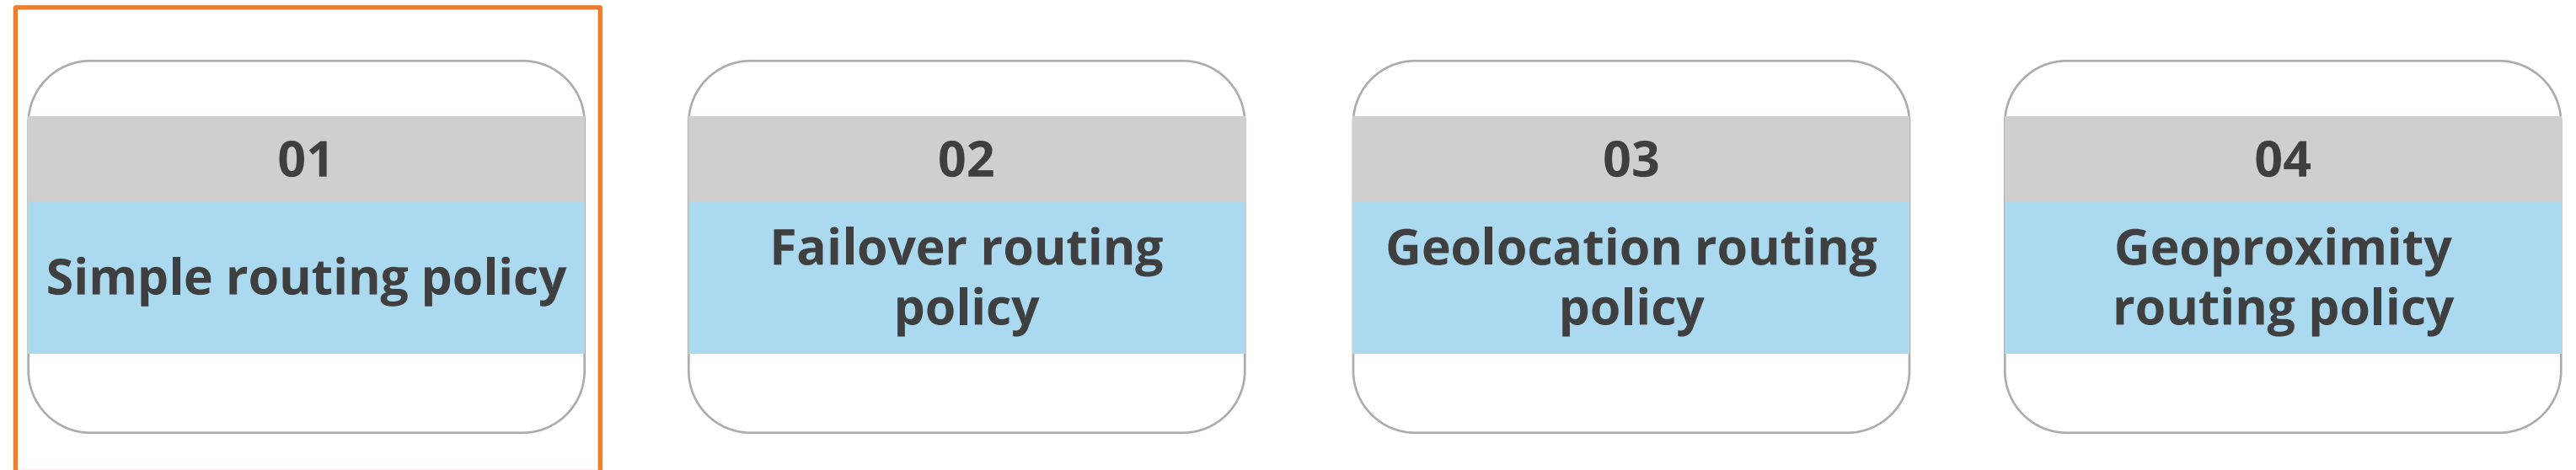 01
Simple routing policy
02
Failover routing
policy
03
Geolocation routing
policy
04
Geoproximity
routing policy